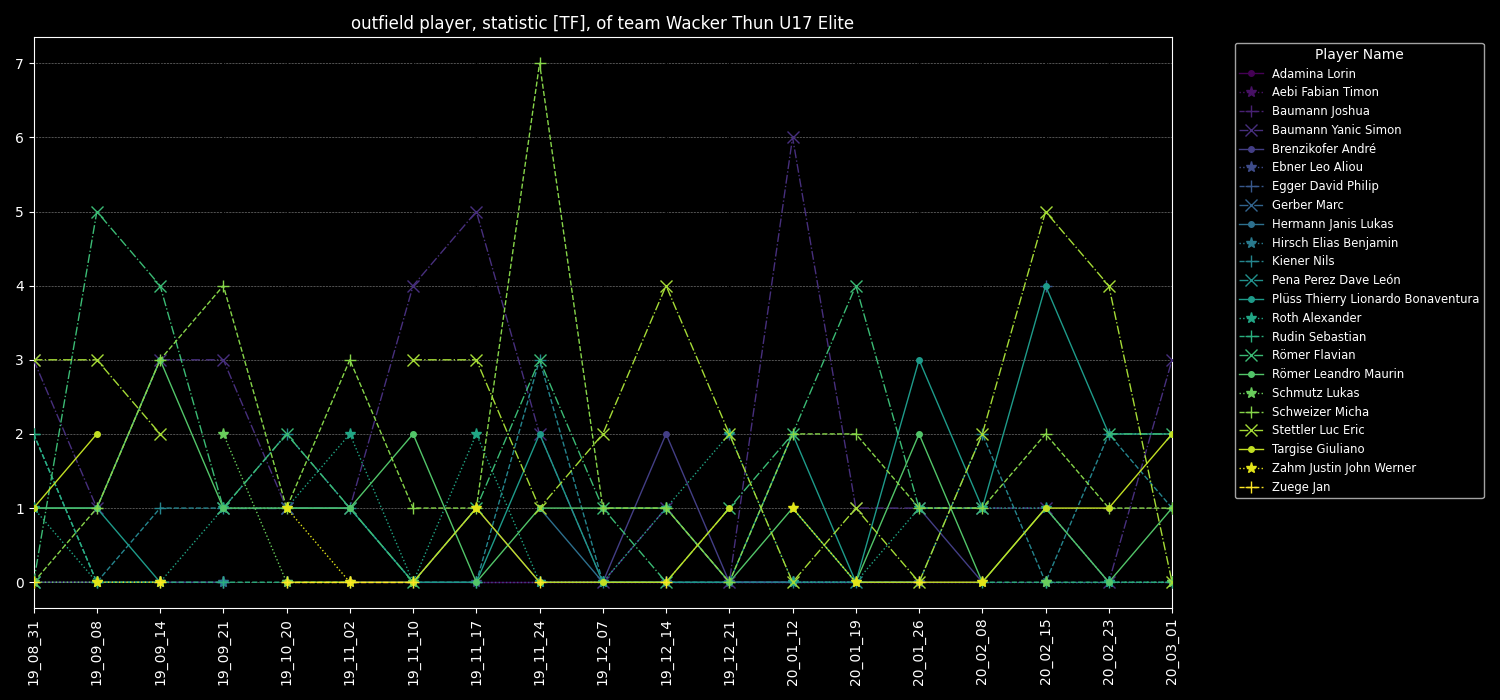 outfield player, statistic [TF], of team Wacker Thun U17 Elite
7
6
5
4
3
2
1
0
19_08_31
19_09_08
19_09_14
19_09_21
19_10_20
19_11_02
19_11_10
19_11_17
19_11_24
19_12_07
19_12_14
19_12_21
20_01_12
20_01_19
20_01_26
20_02_08
20_02_15
20_02_23
20_03_01
Player Name
Adamina Lorin
Aebi Fabian Timon
Baumann Joshua
Baumann Yanic Simon
Brenzikofer André
Ebner Leo Aliou
Egger David Philip
Gerber Marc
Hermann Janis Lukas
Hirsch Elias Benjamin
Kiener Nils
Pena Perez Dave León
Plüss Thierry Lionardo Bonaventura
Roth Alexander
Rudin Sebastian
Römer Flavian
Römer Leandro Maurin
Schmutz Lukas
Schweizer Micha
Stettler Luc Eric
Targise Giuliano
Zahm Justin John Werner
Zuege Jan